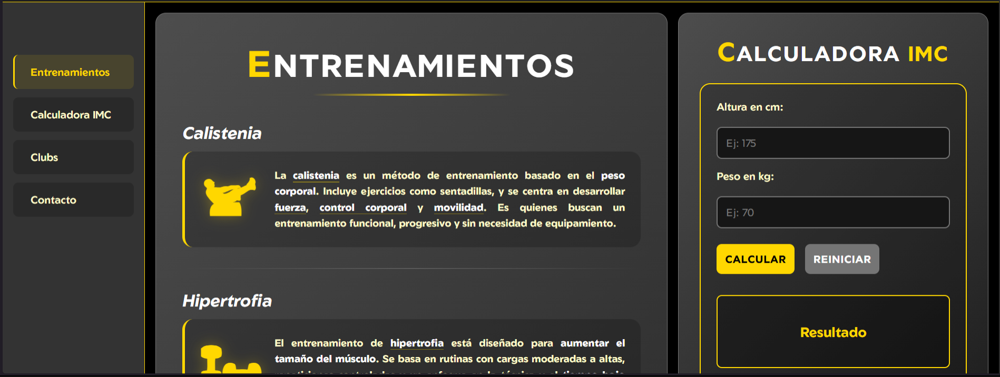 Entrenamientos
Calculadora IMC
Clubs
Contacto
ENTRENAMIENTOS
Calistenia
La calistenia es un método de entrenamiento basado en el peso
corporal. Incluye ejercicios como sentadillas, y se centra en desarrollar
fuerza, control corporal y movilidad. Es quienes buscan un
entrenamiento funcional, progresivo y sin necesidad de equipamiento.
Hipertrofia
El entrenamiento de hipertrofia está diseñado para aumentar el
tamaño del músculo. Se basa en rutinas con cargas moderadas a altas,
CALCULADORA IMC
Altura en cm:
Ej: 175
Peso en kg:
Ej: 70
CALCULAR
REINICIAR
Resultado